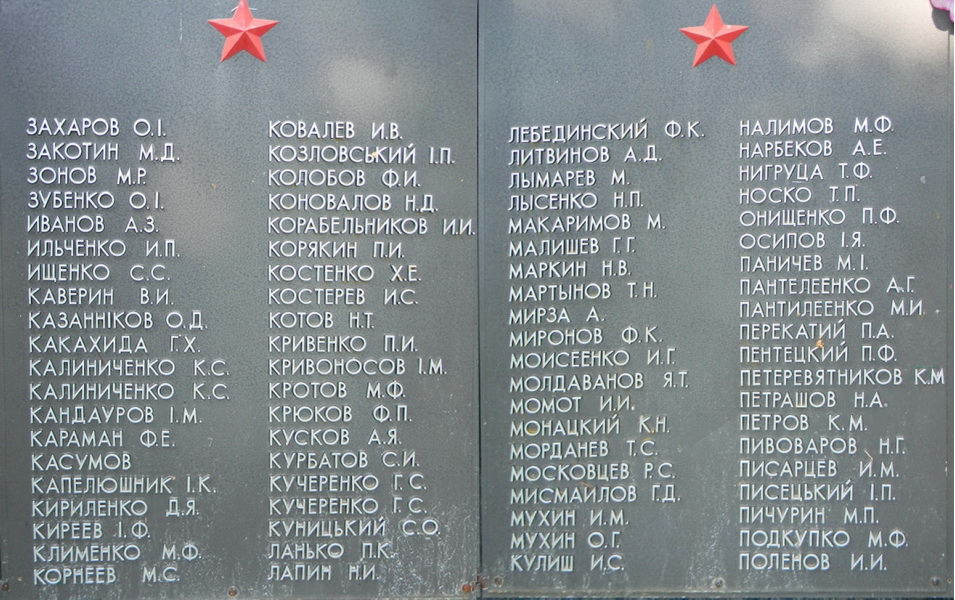 ЗАХАРОВ О.І.
ЗАКОТИН М.Д.
ЗОНОВ М.Р.
ЗУБЕНКО О.І.
ИВАНОВ А.З.
ИЛЬЧЕНКО И.П.
ИЩЕНКО С.С.
КАВЕРИН В.И.
КАЗАННІКОВ О.Д.
КАКАХИДА Г.Х.
КАЛИНИЧЕНКО К.С.
КАЛИНИЧЕНКО К.С.
КАНДАУРОВ І.М.
КАРАМАН Ф.Е.
КАСУМОВ
КАПЕЛЮШНИК І.К.
КИРИЛЕНКО Д.Я.
КИРЕЕВ І.Ф.
КЛИМЕНКО М.Ф.
КОРНЕЕВ М.С.
КОВАЛЕВ И.В.
КОЗЛОВСЬКИЙ І.П.
КОЛОБОВ Ф.И.
КОНОВАЛОВ Н.Д.
КОРАБЕЛЬНИКОВ И.И.
КОРЯКИН П.И.
КОСТЕНКО Х.Е.
КОСТЕРЕВ И.С.
КОТОВ Н.Т.
КРИВЕНКО П.И.
КРИВОНОСОВ І.М.
КРОТОВ М.Ф.
КРЮКОВ Ф.П.
КУСКОВ А.Я.
КУРБАТОВ С.И.
КУЧЕРЕНКО Г.С.
КУЧЕРЕНКО Г.С.
КУНИЦЬКИЙ С.О.
ЛАНЬКО П.К.
ЛАПИН Н.И.
ЛЕБЕДИНСКИЙ Ф.К.
ЛИТВИНОВ А.Д.
ЛЫМАРЕВ М.
ЛЫСЕНКО Н.П.
МАКАРИМОВ М.
МАЛИШЕВ Г.Г.
МАРКИН Н.В.
МАРТЫНОВ Т.Н.
МИРЗА А.
МИРОНОВ Ф.К.
МОИСЕЕНКО И.Г.
МОЛДАВАНОВ Я.Т.
МОМОТ И.И.
МОНАЦКИЙ К.Н.
МОРДАНЕВ Т.С.
МОСКОВЦЕВ Р.С.
МИСМАИЛОВ Г.Д.
МУХИН И.М.
МУХИН О.Г.
КУЛИШ И.С.
НАЛИМОВ М.Ф.
НАРБЕКОВ А.Е.
НИГРУЦА Т.Ф.
НОСКО Т.П.
ОНИЩЕНКО П.Ф.
ОСИПОВ І.Я.
ПАНИЧЕВ М.І.
ПАНТЕЛЕЕНКО А.Г.
ПАНТИЛЕЕНКО М.И.
ПЕРЕКАТИЙ П.А.
ПЕНТЕЦКИЙ П.Ф.
ПЕТЕРЕВЯТНИКОВ К.М
ПЕТРАШОВ Н.А.
ПЕТРОВ К.М.
ПИВОВАРОВ Н.Г.
ПИСАРЦЕВ И.М.
ПИСЕЦЬКИЙ І.П.
ПИЧУРИН М.П.
ПОДКУПКО М.Ф.
ПОЛЕНОВ И.И.